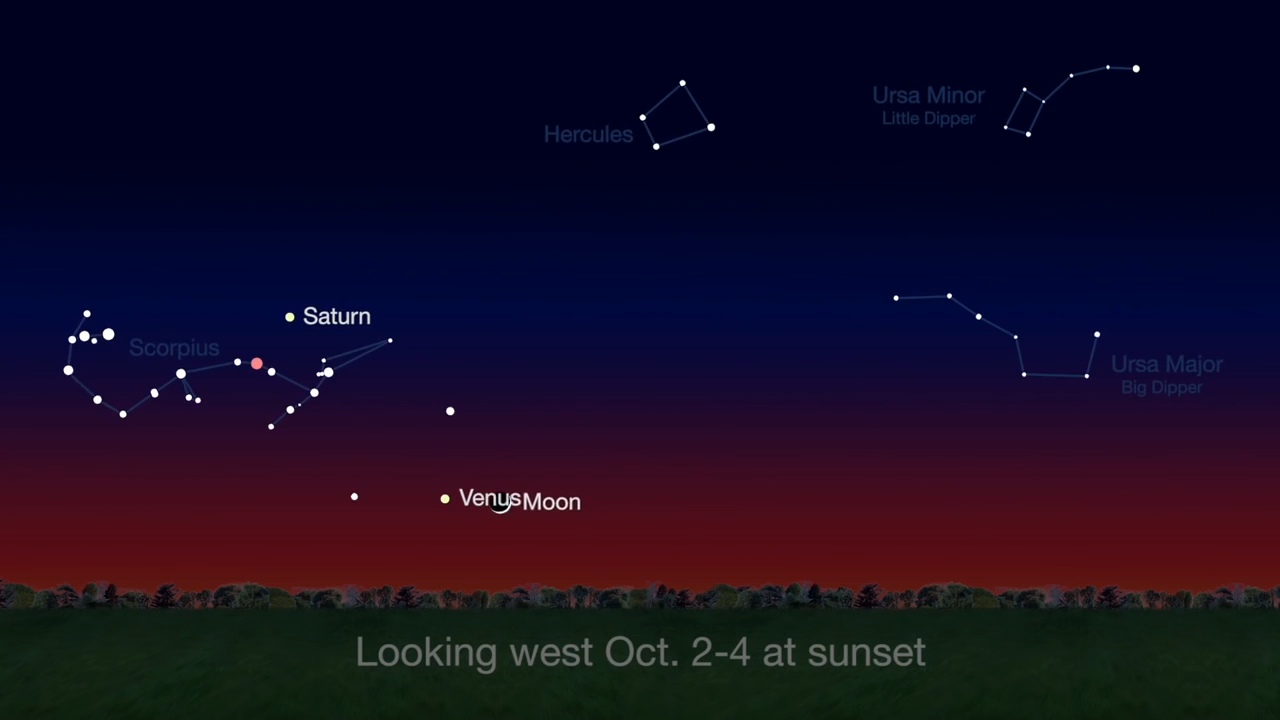 Ursa Minor
Little Dipper
Hercules
Saturn
Scorpius
Ursa Major
Big Dipper
Venus
Moon
Looking west Oct. 2-4 at sunset